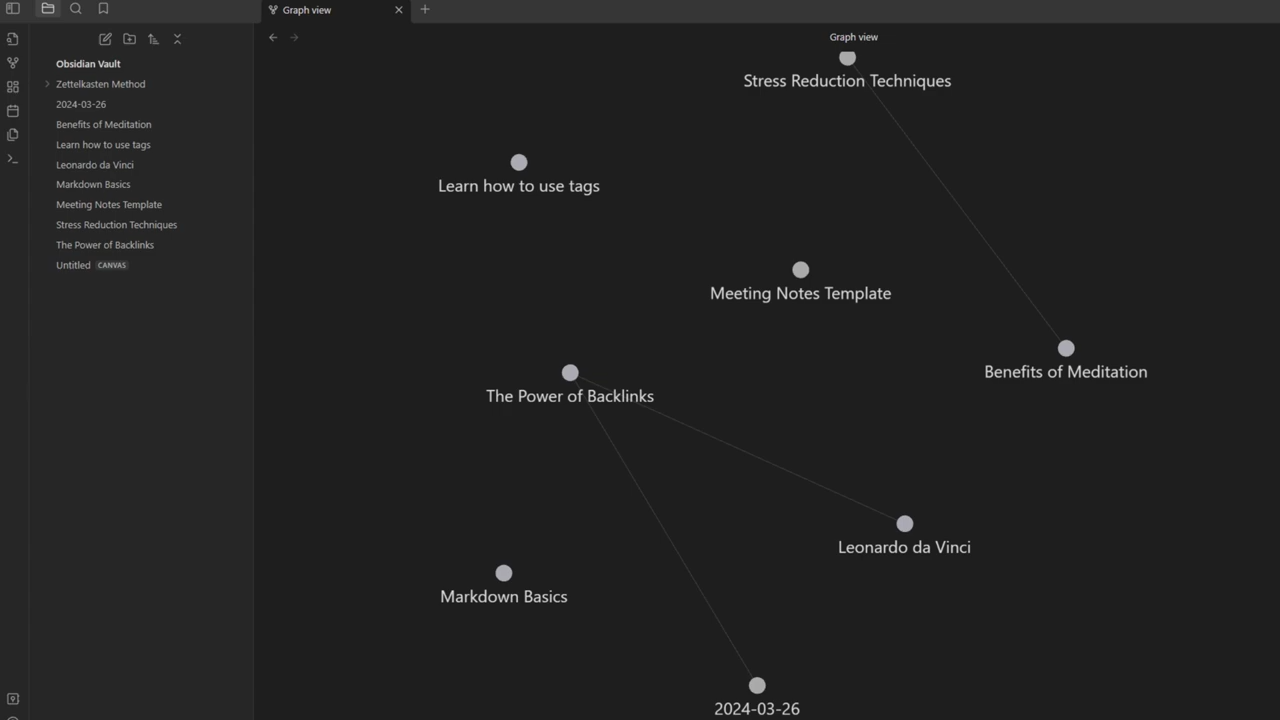 Graph view
Obsidian Vault
Zettelkasten Method
2024-03-26
Benefits of Meditation
Learn how to use tags
Leonardo da Vinci
Markdown Basics
Meeting Notes Template
Stress Reduction Techniques
The Power of Backlinks
Untitled CANVAS
Graph view
Stress Reduction Techniques
Learn how to use tags
Meeting Notes Template
Benefits of Meditation
The Power of Backlinks
Leonardo da Vinci
Markdown Basics
2024-03-26